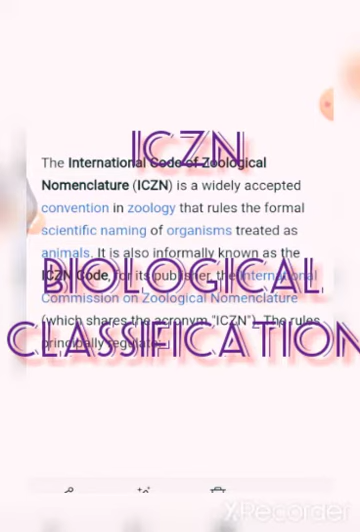 ICZN
The International Code of Zoological
Nomenclature (ICZN) is a widely accepted
convention in zoology that rules the formal
scientific naming of organisms treated as
animals. It is also informally known as the
ICZN Code, for its publisher, the International
BIOLOGICAL
Commission on Zoological Nomenclature
(which shares the acronym "ICZN"). The rules
CLASSIFICATION
principally regulate:
XRecorder